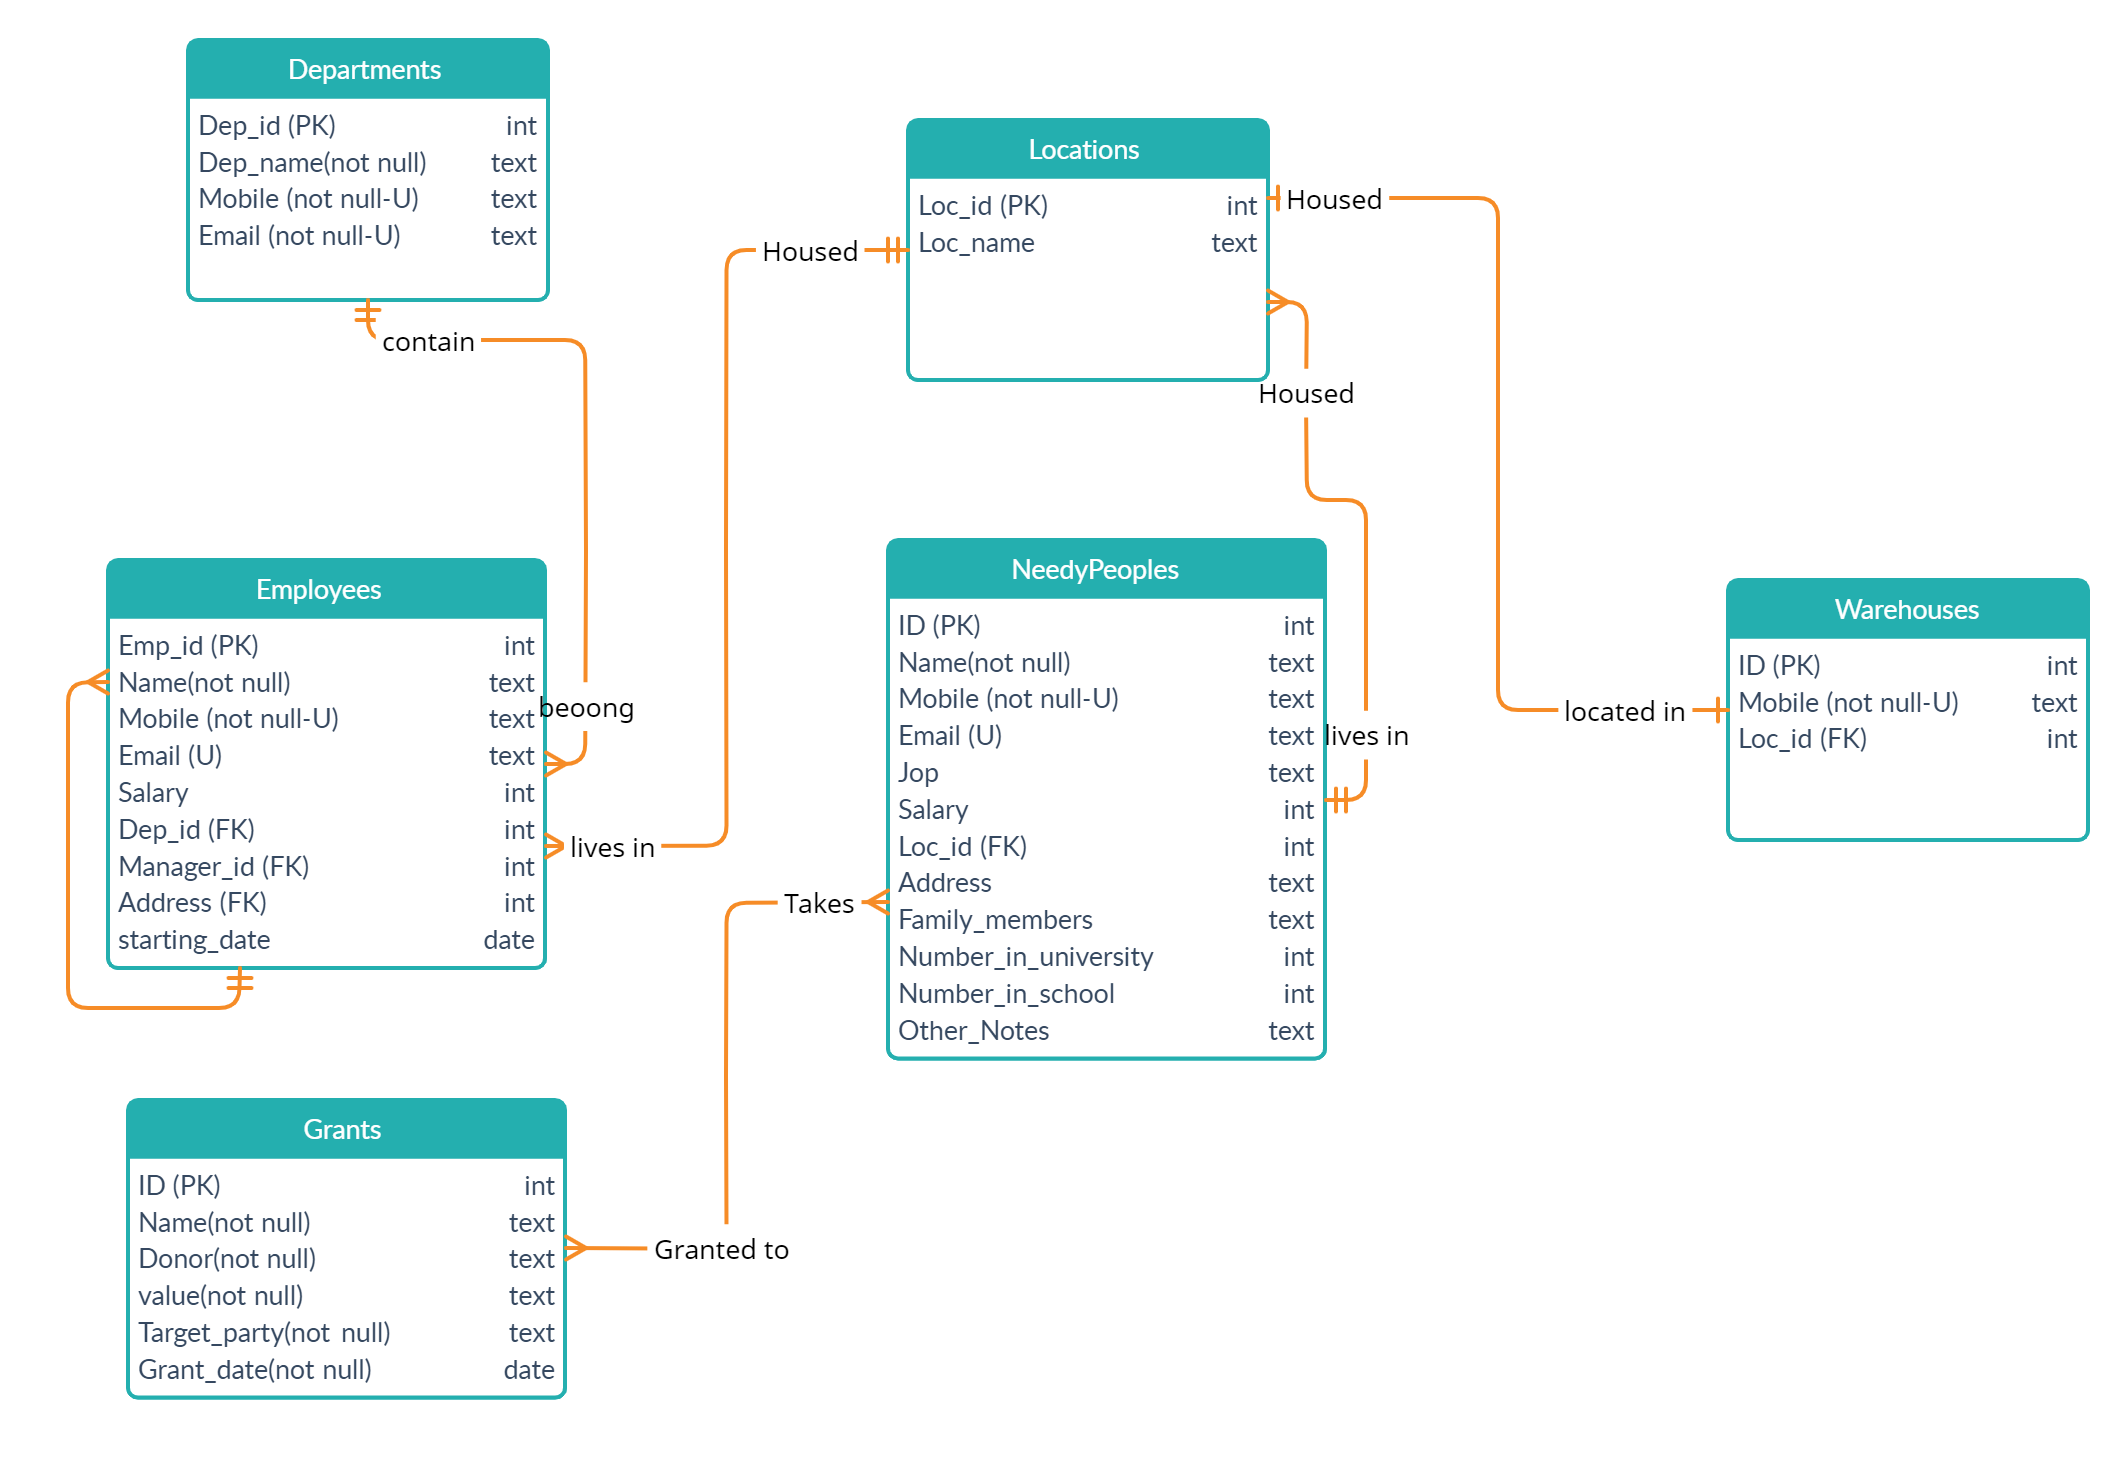 Departments
Dep_id (PK) int
Dep_name(not null) text
Mobile (not null-U) text
Email (not null-U) text
contain
beoong
Locations
Loc_id (PK) int
Loc_name text
Housed
Housed
Housed
located in
lives in
lives in
Employees
Emp_id (PK) int
Name(not null) text
Mobile (not null-U) text
Email (U) text
Salary int
Dep_id (FK) int
Manager_id (FK) int
Address (FK) int
starting_date date
NeedyPeoples
ID (PK) int
Name(not null) text
Mobile (not null-U) text
Email (U) text
Jop text
Salary int
Loc_id (FK) int
Address text
Family_members text
Number_in_university int
Number_in_school int
Other_Notes text
Warehouses
ID (PK) int
Mobile (not null-U) text
Loc_id (FK) int
Takes
Granted to
Grants
ID (PK) int
Name(not null) text
Donor(not null) text
value(not null) text
Target_party(not null) text
Grant_date(not null) date